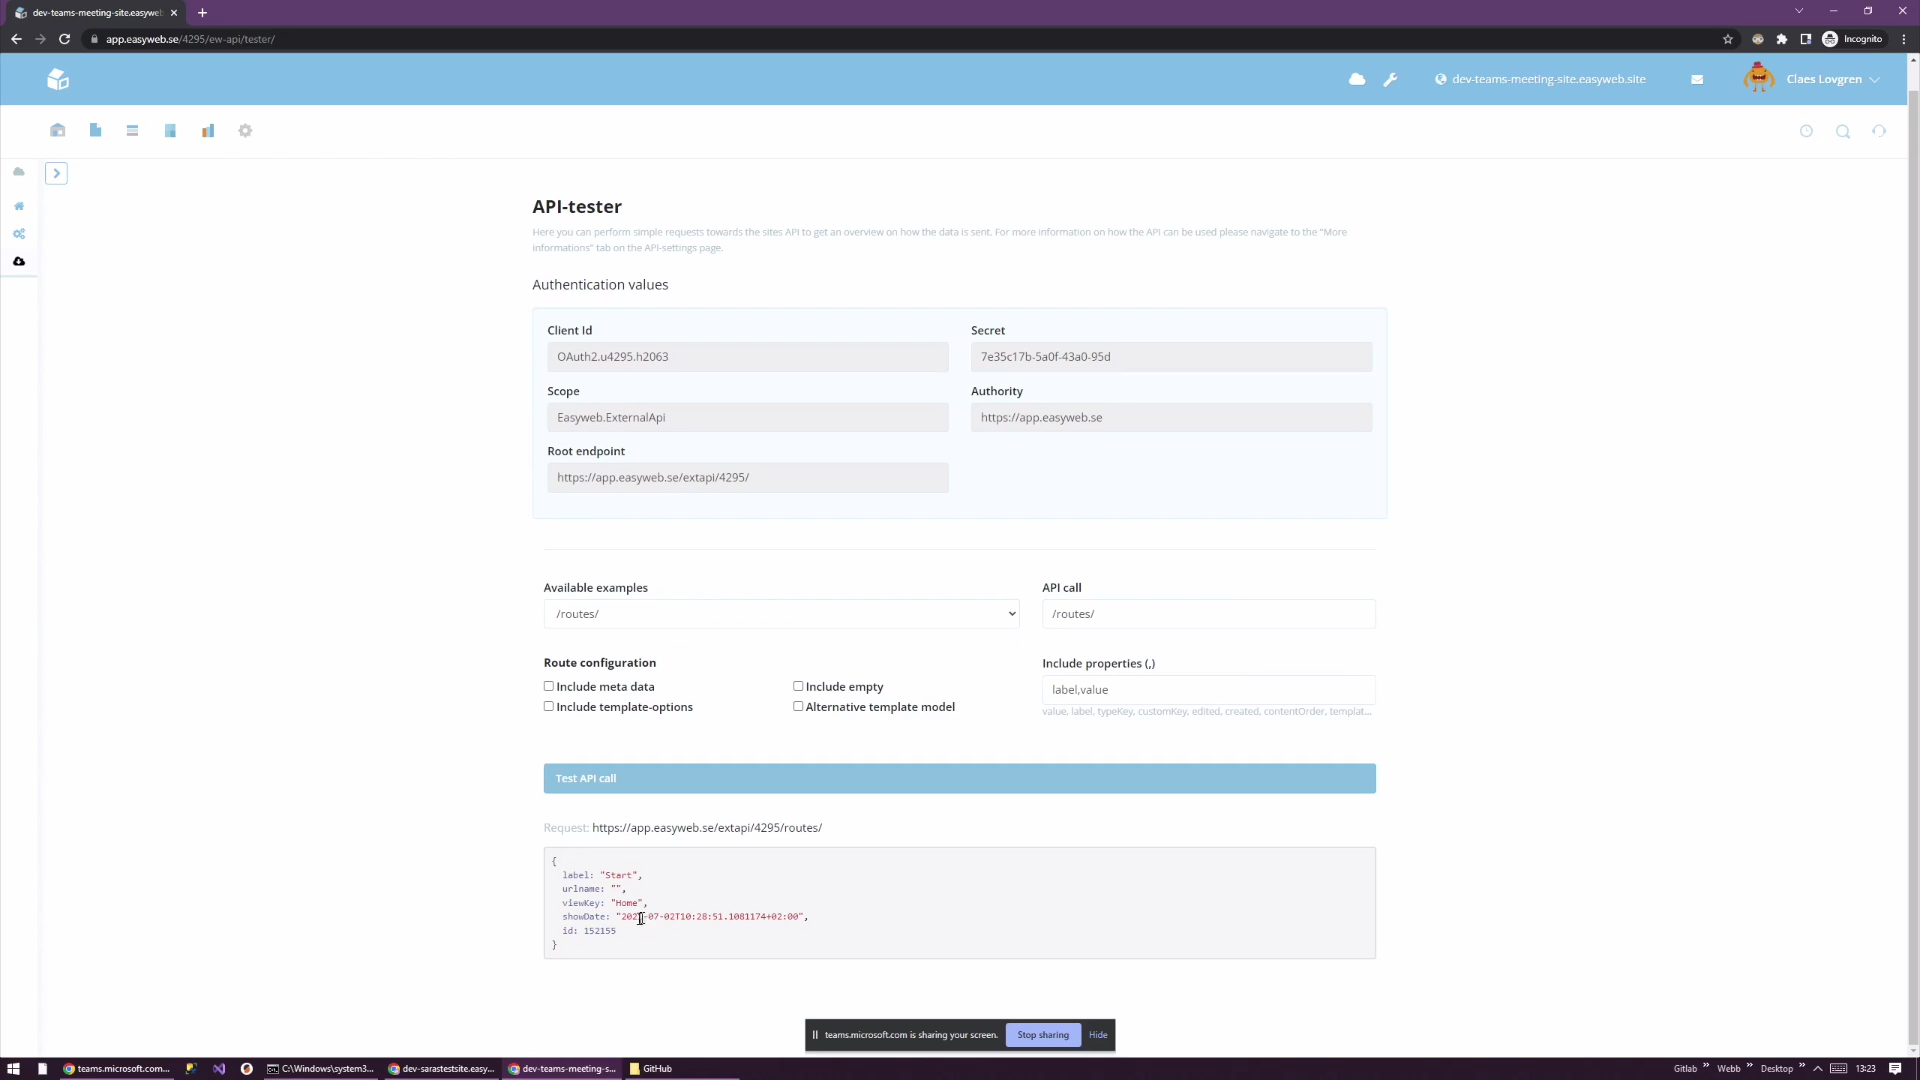 dev-teams-meeting-site.easyweb
app.easyweb.se/4295/ew-api/tester/
Incognito
dev-teams-meeting-site.easyweb.site
Claes Lovgren
API-tester
Here you can perform simple requests towards the sites API to get an overview on how the data is sent. For more information on how the API can be used please navigate to the "More
informations" tab on the API-settings page.
Authentication values
Client Id
Secret
OAuth2.u4295.h2063
7e35c17b-5a0f-43a0-95d
Scope
Authority
Easyweb.ExternalApi
https://app.easyweb.se
Root endpoint
https://app.easyweb.se/extapi/4295/
Available examples
API call
/routes/
/routes/
Route configuration
Include properties (,)
Include meta data
Include empty
label,value
Include template-options
Alternative template model
value, label, typeKey, customKey, edited, created, contentOrder, templat...
Test API call
Request: https://app.easyweb.se/extapi/4295/routes/
{
label: "Start",
urlname: "",
viewKey: "Home",
showDate: -07-02T10:28:51.1081174+02:00",
id: 152155
}
teams.microsoft.com is sharing your screen.
Stop sharing
Hide
teams.microsoft.com...
C:\Windows\system3...
dev-sarastestsite.easy...
dev-teams-meeting-s...
GitHub
Gitlab
Webb
Desktop
13:23